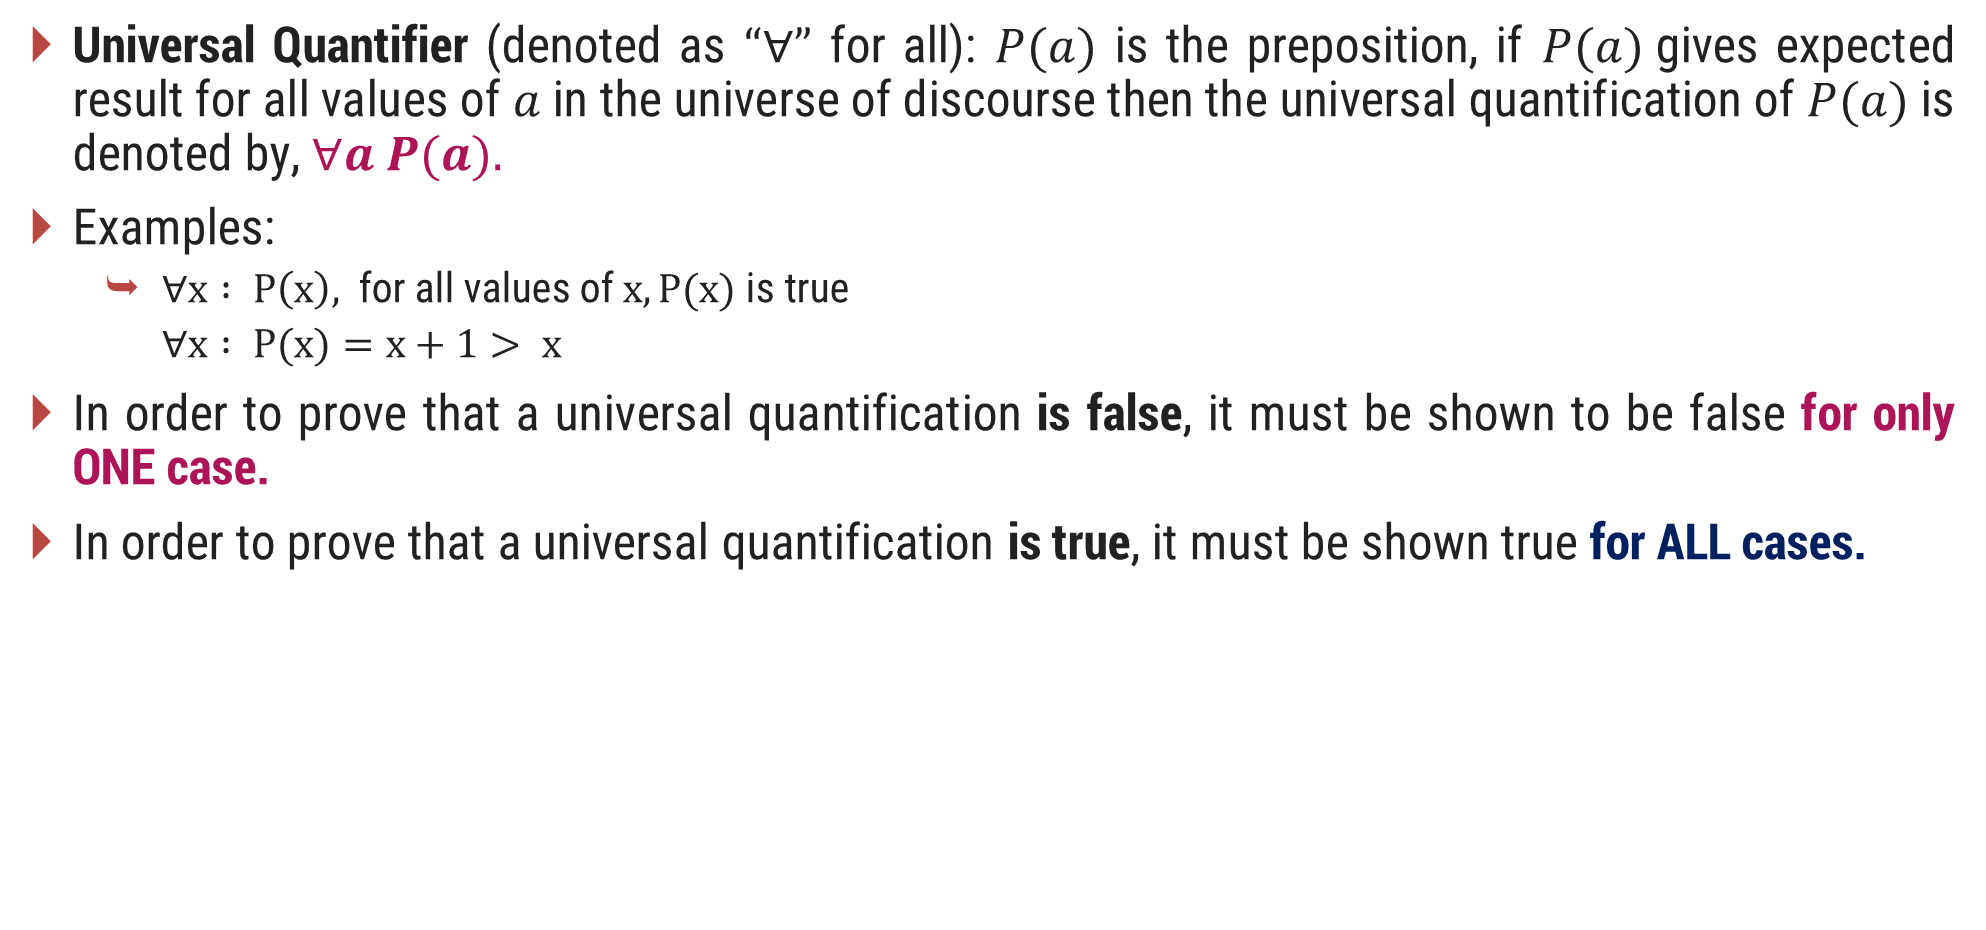 Universal Quantifier (denoted as “∀” for all): P(a) is the preposition, if P(a) gives expected
result for all values of a in the universe of discourse then the universal quantification of P(a) is
denoted by, ∀a P(a).
Examples:
∀x : P(x), for all values of x, P(x) is true
∀x : P(x) = x + 1 > x
In order to prove that a universal quantification is false, it must be shown to be false for only
ONE case.
In order to prove that a universal quantification is true, it must be shown true for ALL cases.